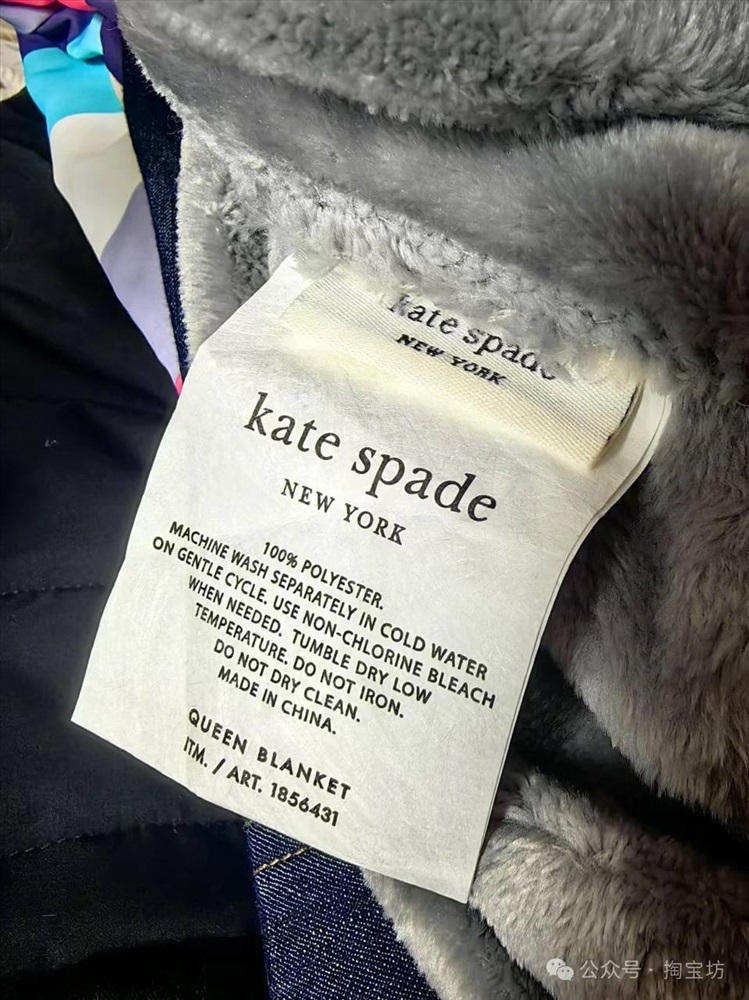 kate spade
NEW YORK
kate spade
NEW YORK
100% POLYESTER.
MACHINE WASH SEPARATELY IN COLD WATER
ON GENTLE CYCLE. USE NON-CHLORINE BLEACH
WHEN NEEDED. TUMBLE DRY LOW
TEMPERATURE. DO NOT IRON.
DO NOT DRY CLEAN.
MADE IN CHINA.
QUEEN BLANKET
ITM. / ART. 1856431
公众号·掏宝坊